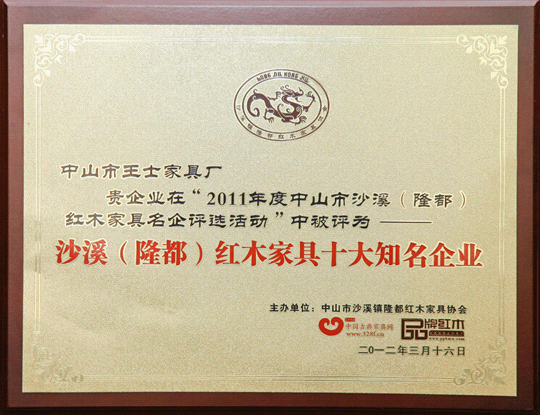 LONG DU HONG MU
中山市王士家具厂
贵企业在“2011年度中山市沙溪（隆都）
红木家具名企评选活动”中被评为——
沙溪（隆都）红木家具十大知名企业
主办单位：中山市沙溪镇隆都红木家具协会
中国古典家具网
www.328f.cn
品牌红木
二〇一二年三月十六日